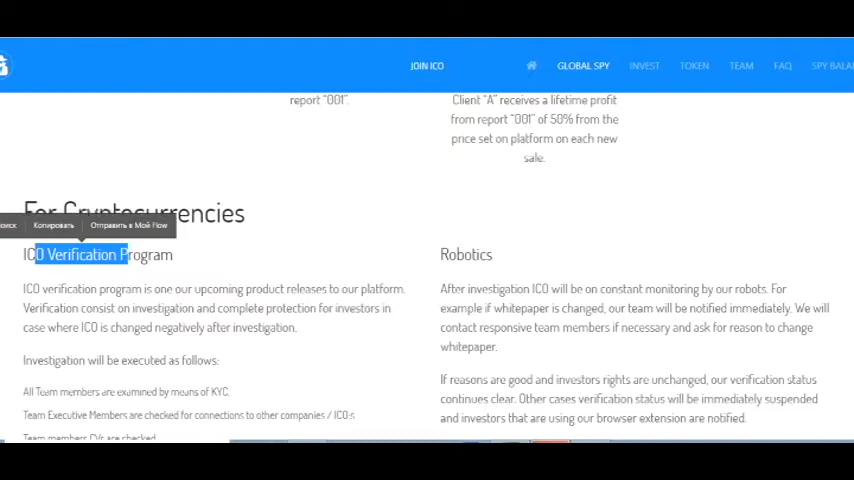 JOIN ICO
GLOBAL SPY
INVEST
TOKEN
TEAM
FAQ
SPY
report “001”.
Client “A” receives a lifetime profit
from report “001” of 50% from the
price set on platform on each new
sale.
For Cryptocurrencies
Копировать
Отправить в Мой Flow
ICO Verification Program
ICO verification program is one our upcoming product releases to our platform.
Verification consist on investigation and complete protection for investors in
case where ICO is changed negatively after investigation.
Investigation will be executed as follows:
All Team members are examined by means of KYC.
Team Executive Members are checked for connections to other companies / ICO:s
Team members CVs are checked
Robotics
After investigation ICO will be on constant monitoring by our robots. For
example if whitepaper is changed, our team will be notified immediately. We will
contact responsive team members if necessary and ask for reason to change
whitepaper.
If reasons are good and investors rights are unchanged, our verification status
continues clear. Other cases verification status will be immediately suspended
and investors that are using our browser extension are notified.